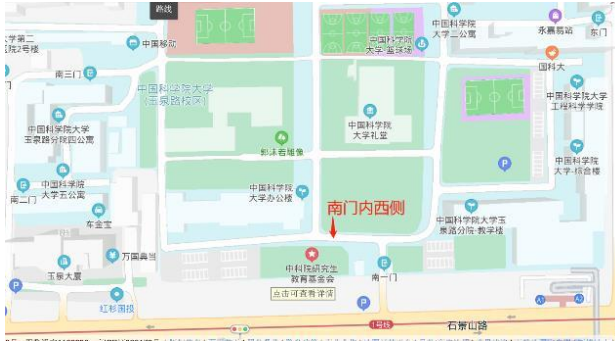 路线
大学第二
医院2号楼
中国移动
中国科学院
大学二公寓
永嘉易站
东门
中国科学院
大学-篮球场
南三门
国科大
中国科学院大学
(玉泉路校区)
中国科学院大学
工程科学学院
中国科学院大学
玉泉路分院四公寓
中国科学院
大学礼堂
郭沫若雕像
中国科学院
大学-综合楼
P
中国科学院
大学五公寓
中国科学院
大学办公楼
南二门
南门内西侧
车金宝
中国科学院大学玉
泉路分院-教学楼
万国典当
中科院研究生
教育基金会
玉泉大厦
南一门
点击可查看详情
P
红杉国投
P
A2
A1
1号线
石景山路